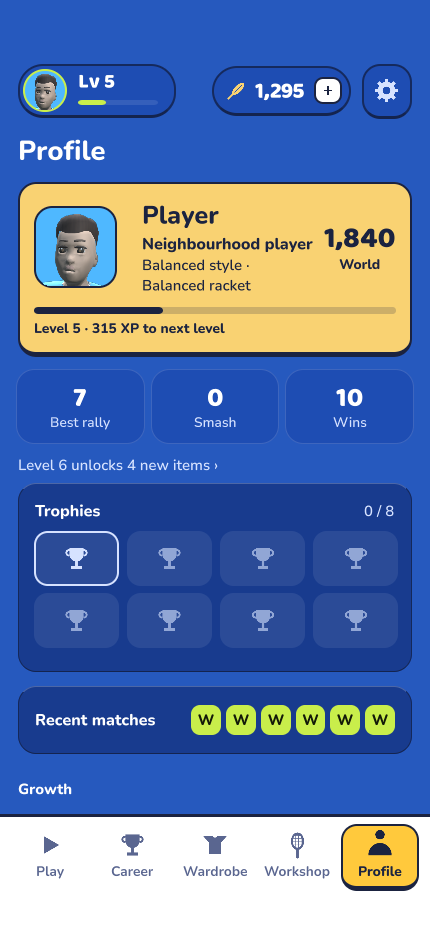 Lv 5
1,295
+
Profile
Player
Neighbourhood player
Balanced style ·
Balanced racket
1,840
World
Level 5 · 315 XP to next level
7
Best rally
0
Smash
10
Wins
Level 6 unlocks 4 new items ›
Trophies
0 / 8
Recent matches
W W W W W W
Growth
Play
Career
Wardrobe
Workshop
Profile